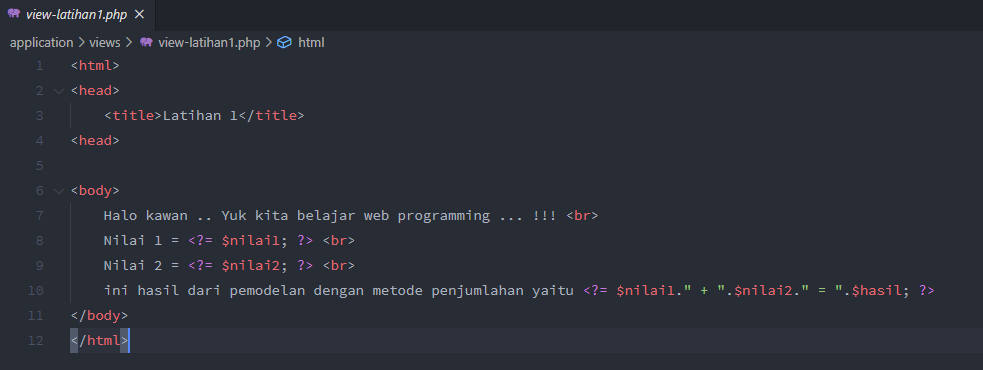 view-latihan1.php
application > views > view-latihan1.php > html
1 <html>
2 <head>
3 <title>Latihan 1</title>
4 <head>
5
6 <body>
7 Halo kawan .. Yuk kita belajar web programming ... !!! <br>
8 Nilai 1 = <?= $nilai1; ?> <br>
9 Nilai 2 = <?= $nilai2; ?> <br>
10 ini hasil dari pemodelan dengan metode penjumlahan yaitu <?= $nilai1." + ".$nilai2." = ".$hasil; ?>
11 </body>
12 </html>